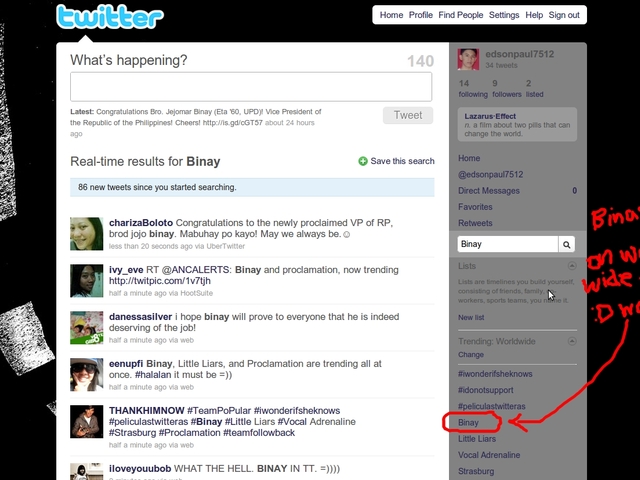 twitter
Home Profile Find People Settings Help Sign out
What's happening?
140
Latest: Congratulations Bro. Jejomar Binay (Eta '60, UPD)! Vice President of
the Republic of the Philippines! Cheers! http://is.gd/cGT57 about 24 hours
ago
Tweet
Real-time results for Binay
Save this search
86 new tweets since you started searching.
charizaBoloto Congratulations to the newly proclaimed VP of RP,
brod jojo binay. Mabuhay po kayo! May we always be.☺
less than 20 seconds ago via UberTwitter
ivy_eve RT @ANCALERTS: Binay and proclamation, now trending
http://twitpic.com/1v7tjh
half a minute ago via HootSuite
danessasilver i hope binay will prove to everyone that he is indeed
deserving of the job!
half a minute ago via web
eenupfi Binay, Little Liars, and Proclamation are trending all at
once. #halalan it must be =))
half a minute ago via web
THANKHIMNOW #TeamPoPular #iwonderifsheknows
#peliculastwitteras #Binay #Little Liars #Vocal Adrenaline
#Strasburg #Proclamation #teamfollowback
half a minute ago via web
iloveyouubob WHAT THE HELL. BINAY IN TT. =))))
edsonpaul7512
34 tweets
14 9 2
following followers listed
Lazarus·Effect
n. a film about two pills that can
change the world.
Home
@edsonpaul7512
Direct Messages 0
Favorites
Retweets
Binay
Lists
Lists are timelines you build yourself,
consisting of friends, family,
workers, sports teams, you name it.
New list
Trending: Worldwide
Change
#iwonderifsheknows
#idonotsupport
#peliculastwitteras
Binay
Little Liars
Vocal Adrenaline
Strasburg
Bina
on w
wide
:D w